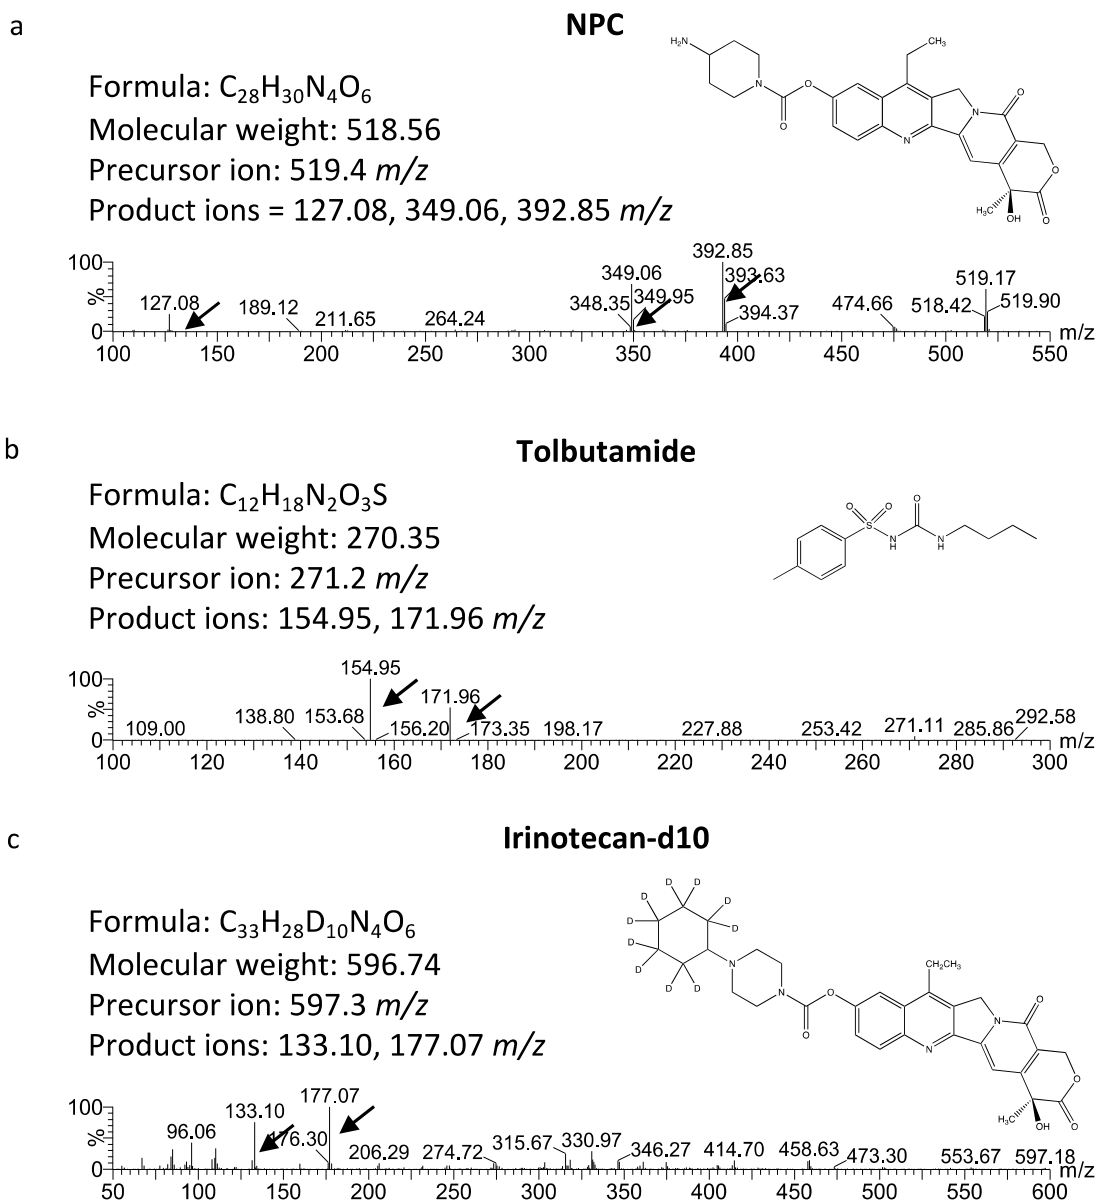 a
NPC
Formula: C₂₈H₃₀N₄O₆
Molecular weight: 518.56
Precursor ion: 519.4 m/z
Product ions = 127.08, 349.06, 392.85 m/z
H₂N
N
O
O
CH₃
N
N
O
O
O
H₃C
OH
100
%
0
127.08
189.12
211.65
264.24
348.35
349.06
349.95
392.85
393.63
394.37
474.66
518.42
519.17
519.90
m/z
100 150 200 250 300 350 400 450 500 550
b
Tolbutamide
Formula: C₁₂H₁₈N₂O₃S
Molecular weight: 270.35
Precursor ion: 271.2 m/z
Product ions: 154.95, 171.96 m/z
O O
S
N
H
O
N
H
100
%
0
109.00
138.80
153.68
154.95
156.20
171.96
173.35
198.17
227.88
253.42
271.11
285.86
292.58
m/z
100 120 140 160 180 200 220 240 260 280 300
c
Irinotecan-d10
Formula: C₃₃H₂₈D₁₀N₄O₆
Molecular weight: 596.74
Precursor ion: 597.3 m/z
Product ions: 133.10, 177.07 m/z
D D
D D
D D
D D
D D
N
N
O
O
CH₂CH₃
N
N
O
O
O
H₃C
OH
100
%
0
96.06
133.10
176.30
177.07
206.29
274.72
315.67
330.97
346.27
414.70
458.63
473.30
553.67
597.18
m/z
50 100 150 200 250 300 350 400 450 500 550 600